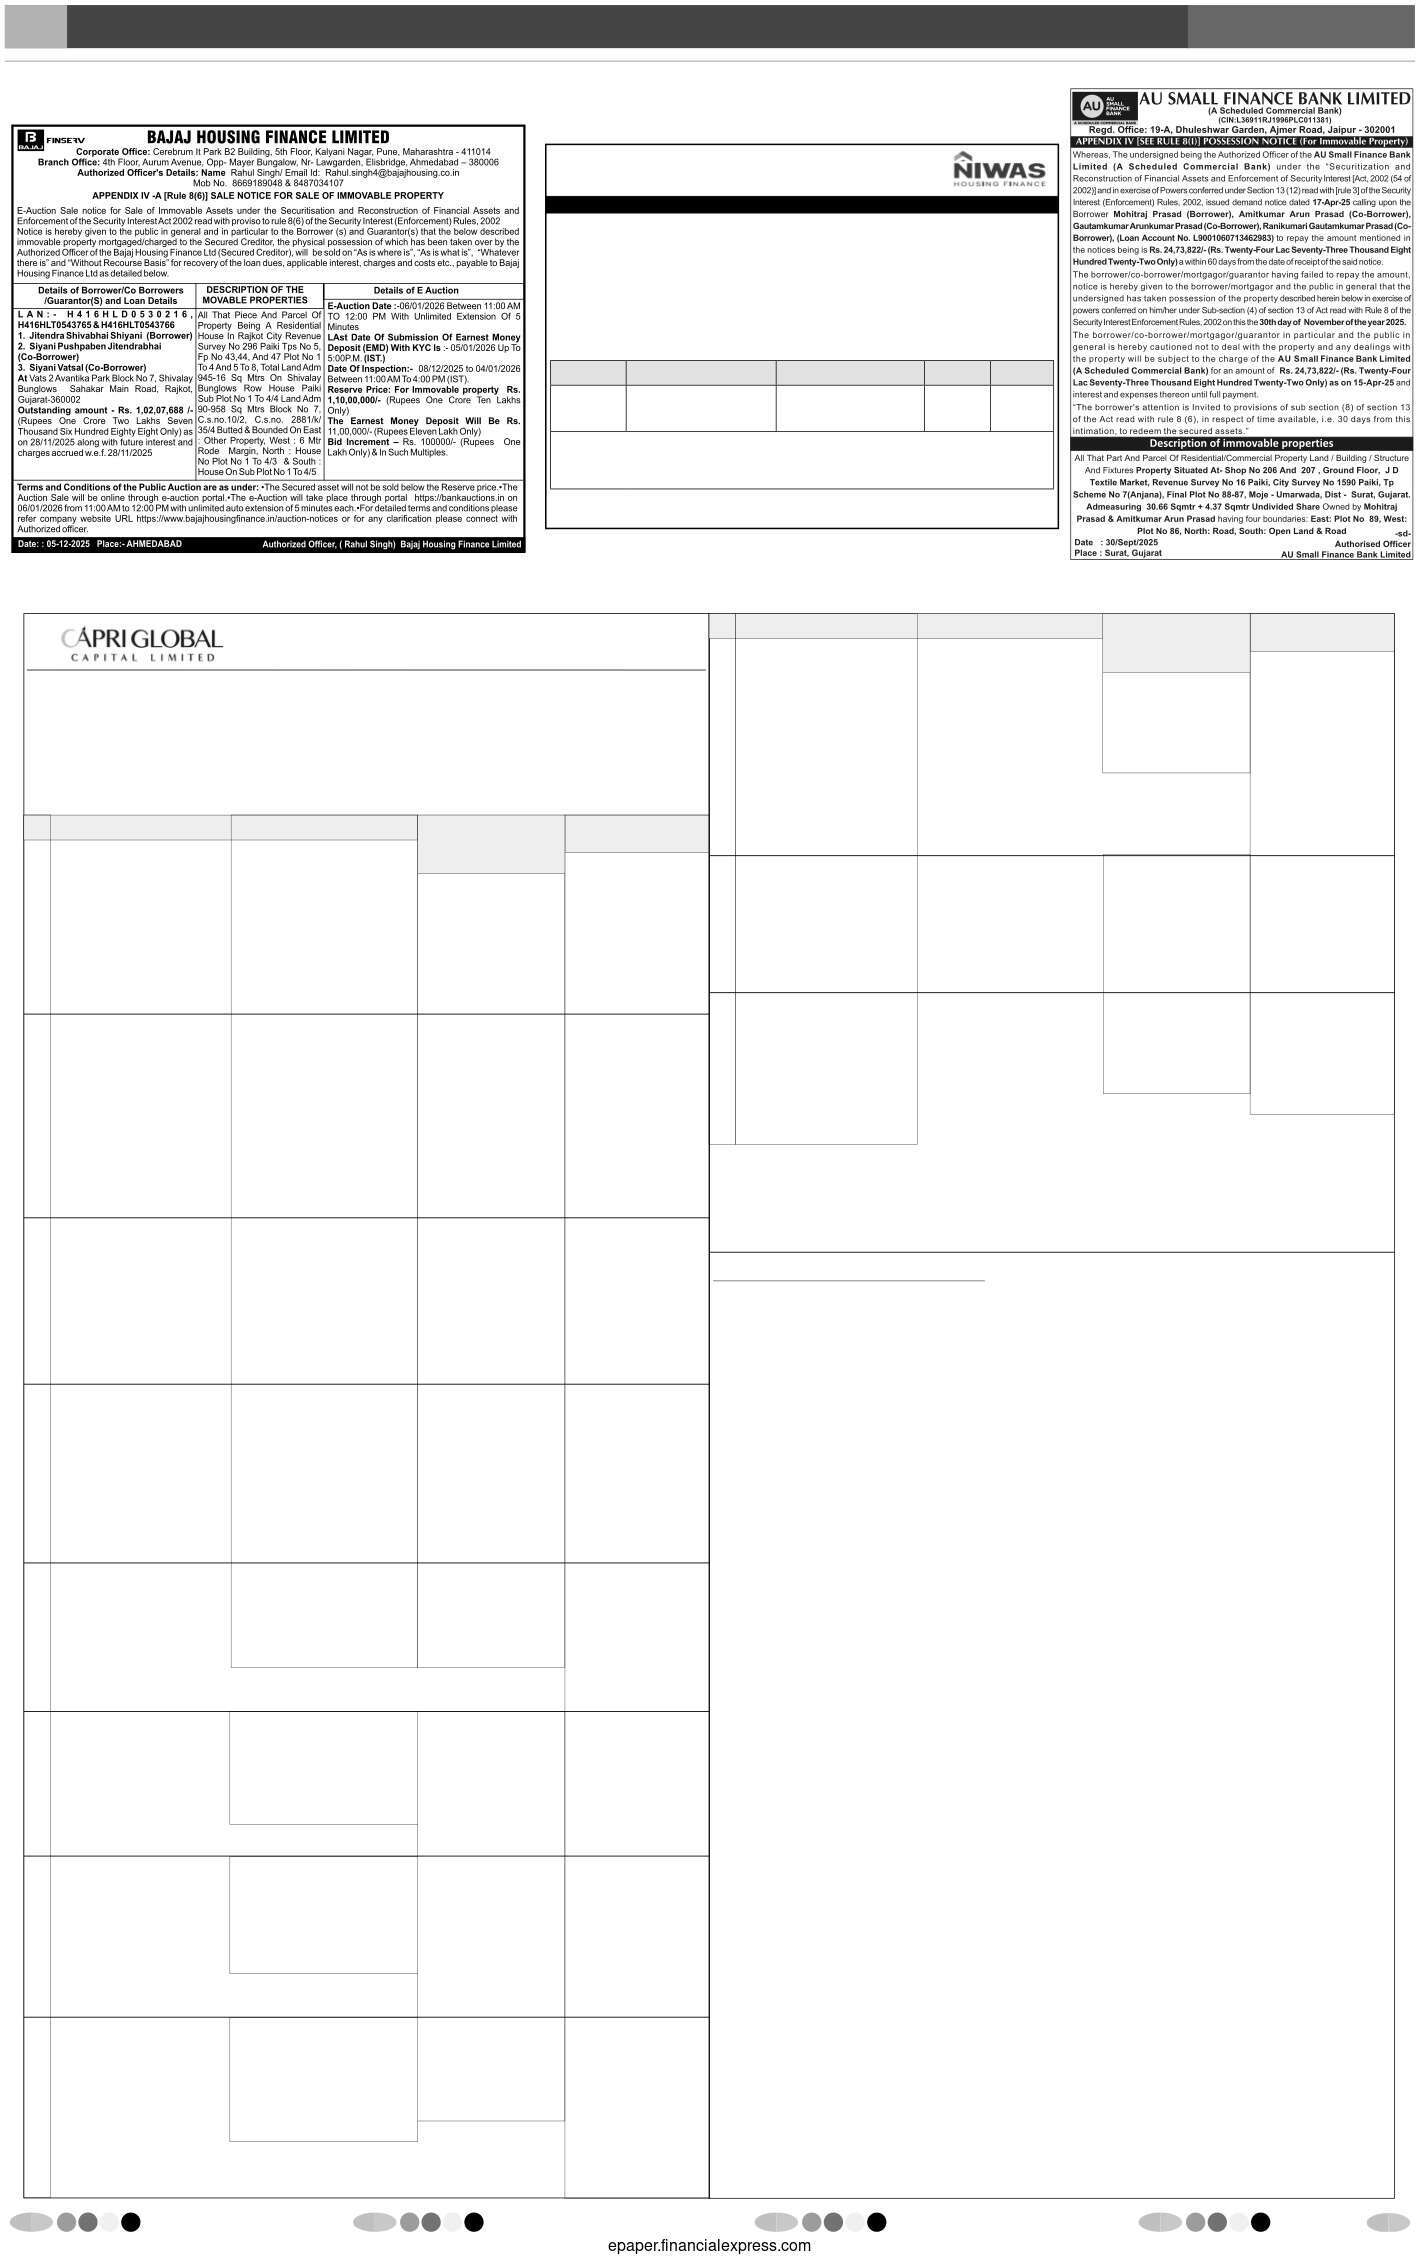 BAJAJ
FINSERV
BAJAJ HOUSING FINANCE LIMITED
Corporate Office: Cerebrum It Park B2 Building, 5th Floor, Kalyani Nagar, Pune, Maharashtra - 411014
Branch Office: 4th Floor, Aurum Avenue, Opp- Mayer Bungalow, Nr- Lawgarden, Elisbridge, Ahmedabad – 380006
Authorized Officer's Details: Name Rahul Singh/ Email Id: Rahul.singh4@bajajhousing.co.in
Mob No. 8669189048 & 8487034107
APPENDIX IV -A [Rule 8(6)] SALE NOTICE FOR SALE OF IMMOVABLE PROPERTY
E-Auction Sale notice for Sale of Immovable Assets under the Securitisation and Reconstruction of Financial Assets and
Enforcement of the Security Interest Act 2002 read with proviso to rule 8(6) of the Security Interest (Enforcement) Rules, 2002
Notice is hereby given to the public in general and in particular to the Borrower (s) and Guarantor(s) that the below described
immovable property mortgaged/charged to the Secured Creditor, the physical possession of which has been taken over by the
Authorized Officer of the Bajaj Housing Finance Ltd (Secured Creditor), will be sold on “As is where is”, “As is what is”, “Whatever
there is” and “Without Recourse Basis” for recovery of the loan dues, applicable interest, charges and costs etc., payable to Bajaj
Housing Finance Ltd as detailed below.
Details of Borrower/Co Borrowers
/Guarantor(S) and Loan Details
LAN:- H416HLD0530216,
H416HLT0543765 & H416HLT0543766
1. Jitendra Shivabhai Shiyani (Borrower)
2. Siyani Pushpaben Jitendrabhai
(Co-Borrower)
3. Siyani Vatsal (Co-Borrower)
At Vats 2 Avantika Park Block No 7, Shivalay
Bunglows Sahakar Main Road, Rajkot,
Gujarat-360002
Outstanding amount - Rs. 1,02,07,688 /-
(Rupees One Crore Two Lakhs Seven
Thousand Six Hundred Eighty Eight Only) as
on 28/11/2025 along with future interest and
charges accrued w.e.f. 28/11/2025
DESCRIPTION OF THE
MOVABLE PROPERTIES
All That Piece And Parcel Of
Property Being A Residential
House In Rajkot City Revenue
Survey No 296 Paiki Tps No 5,
Fp No 43,44, And 47 Plot No 1
To 4 And 5 To 8, Total Land Adm
945-16 Sq Mtrs On Shivalay
Bunglows Row House Paiki
Sub Plot No 1 To 4/4 Land Adm
90-958 Sq Mtrs Block No 7,
C.s.no.10/2, C.s.no. 2881/k/
35/4 Butted & Bounded On East
: Other Property, West : 6 Mtr
Rode Margin, North : House
No Plot No 1 To 4/3 & South :
House On Sub Plot No 1 To 4/5
Details of E Auction
E-Auction Date :-06/01/2026 Between 11:00 AM
TO 12:00 PM With Unlimited Extension Of 5
Minutes
LAst Date Of Submission Of Earnest Money
Deposit (EMD) With KYC Is :- 05/01/2026 Up To
5:00P.M. (IST.)
Date Of Inspection:- 08/12/2025 to 04/01/2026
Between 11:00 AM To 4:00 PM (IST).
Reserve Price: For Immovable property Rs.
1,10,00,000/- (Rupees One Crore Ten Lakhs
Only)
The Earnest Money Deposit Will Be Rs.
11,00,000/- (Rupees Eleven Lakh Only)
Bid Increment – Rs. 100000/- (Rupees One
Lakh Only) & In Such Multiples.
Terms and Conditions of the Public Auction are as under: •The Secured asset will not be sold below the Reserve price.•The
Auction Sale will be online through e-auction portal.•The e-Auction will take place through portal https://bankauctions.in on
06/01/2026 from 11:00 AM to 12:00 PM with unlimited auto extension of 5 minutes each.•For detailed terms and conditions please
refer company website URL https://www.bajajhousingfinance.in/auction-notices or for any clarification please connect with
Authorized officer.
Date: : 05-12-2025 Place:- AHMEDABAD Authorized Officer, ( Rahul Singh) Bajaj Housing Finance Limited
NIWAS
HOUSING FINANCE
AU
AU
SMALL
FINANCE
BANK
A SCHEDULED COMMERCIAL BANK
AU SMALL FINANCE BANK LIMITED
(A Scheduled Commercial Bank)
(CIN:L36911RJ1996PLC011381)
Regd. Office: 19-A, Dhuleshwar Garden, Ajmer Road, Jaipur - 302001
APPENDIX IV [SEE RULE 8(I)] POSSESSION NOTICE (For Immovable Property)
Whereas, The undersigned being the Authorized Officer of the AU Small Finance Bank
Limited (A Scheduled Commercial Bank) under the “Securitization and
Reconstruction of Financial Assets and Enforcement of Security Interest [Act, 2002 (54 of
2002)] and in exercise of Powers conferred under Section 13 (12) read with [rule 3] of the Security
Interest (Enforcement) Rules, 2002, issued demand notice dated 17-Apr-25 calling upon the
Borrower Mohitraj Prasad (Borrower), Amitkumar Arun Prasad (Co-Borrower),
Gautamkumar Arunkumar Prasad (Co-Borrower), Ranikumari Gautamkumar Prasad (Co-
Borrower), (Loan Account No. L9001060713462983) to repay the amount mentioned in
the notices being is Rs. 24,73,822/- (Rs. Twenty-Four Lac Seventy-Three Thousand Eight
Hundred Twenty-Two Only) a within 60 days from the date of receipt of the said notice.
The borrower/co-borrower/mortgagor/guarantor having failed to repay the amount,
notice is hereby given to the borrower/mortgagor and the public in general that the
undersigned has taken possession of the property described herein below in exercise of
powers conferred on him/her under Sub-section (4) of section 13 of Act read with Rule 8 of the
Security Interest Enforcement Rules, 2002 on this the 30th day of November of the year 2025.
The borrower/co-borrower/mortgagor/guarantor in particular and the public in
general is hereby cautioned not to deal with the property and any dealings with
the property will be subject to the charge of the AU Small Finance Bank Limited
(A Scheduled Commercial Bank) for an amount of Rs. 24,73,822/- (Rs. Twenty-Four
Lac Seventy-Three Thousand Eight Hundred Twenty-Two Only) as on 15-Apr-25 and
interest and expenses thereon until full payment.
“The borrower's attention is Invited to provisions of sub section (8) of section 13
of the Act read with rule 8 (6), in respect of time available, i.e. 30 days from this
intimation, to redeem the secured assets.”
Description of immovable properties
All That Part And Parcel Of Residential/Commercial Property Land / Building / Structure
And Fixtures Property Situated At- Shop No 206 And 207 , Ground Floor, J D
Textile Market, Revenue Survey No 16 Paiki, City Survey No 1590 Paiki, Tp
Scheme No 7(Anjana), Final Plot No 88-87, Moje - Umarwada, Dist - Surat, Gujarat.
Admeasuring 30.66 Sqmtr + 4.37 Sqmtr Undivided Share Owned by Mohitraj
Prasad & Amitkumar Arun Prasad having four boundaries: East: Plot No 89, West:
Plot No 86, North: Road, South: Open Land & Road
-sd-
Date : 30/Sept/2025 Authorised Officer
Place : Surat, Gujarat AU Small Finance Bank Limited
CAPRI GLOBAL
CAPITAL LIMITED
epaper.financialexpress.com